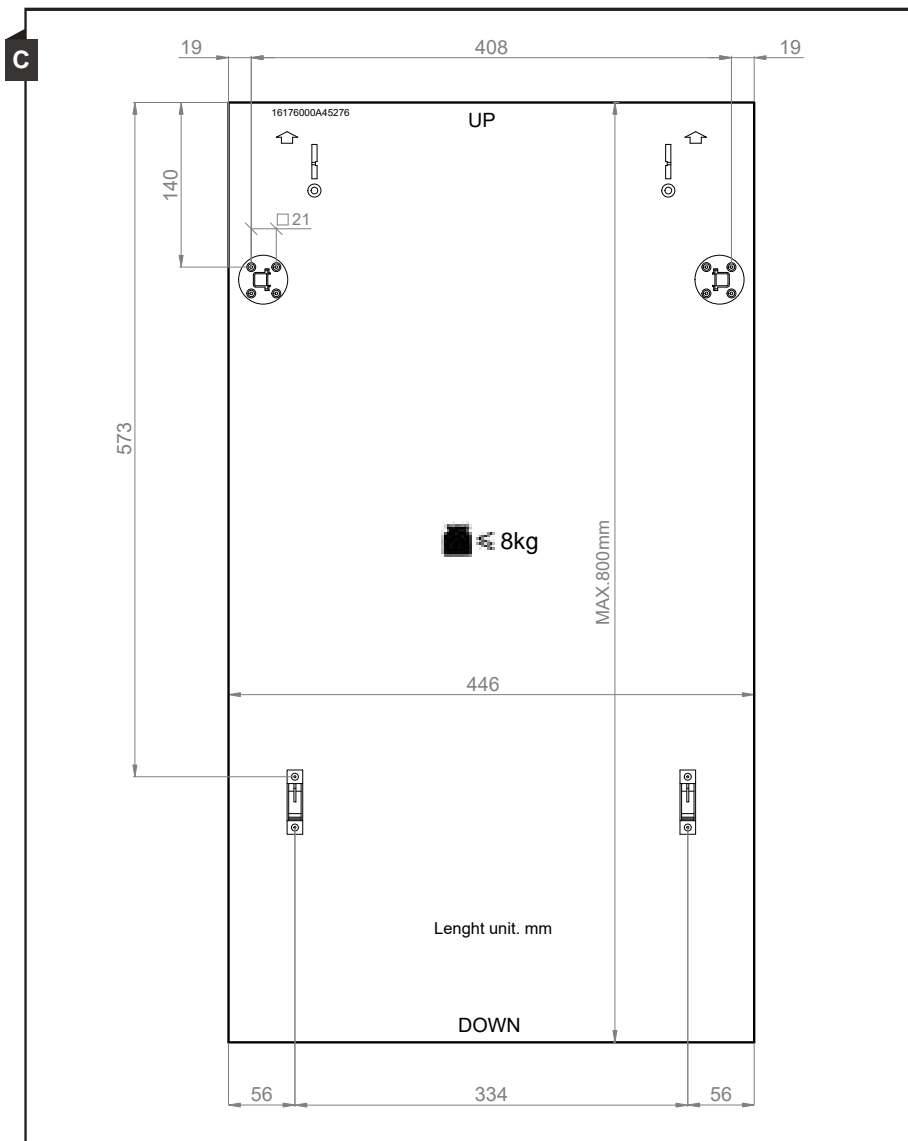 C
19 408 19
16176000A45276
UP
140
□21
573
8kg
MAX.800mm
446
Lenght unit. mm
DOWN
56 334 56